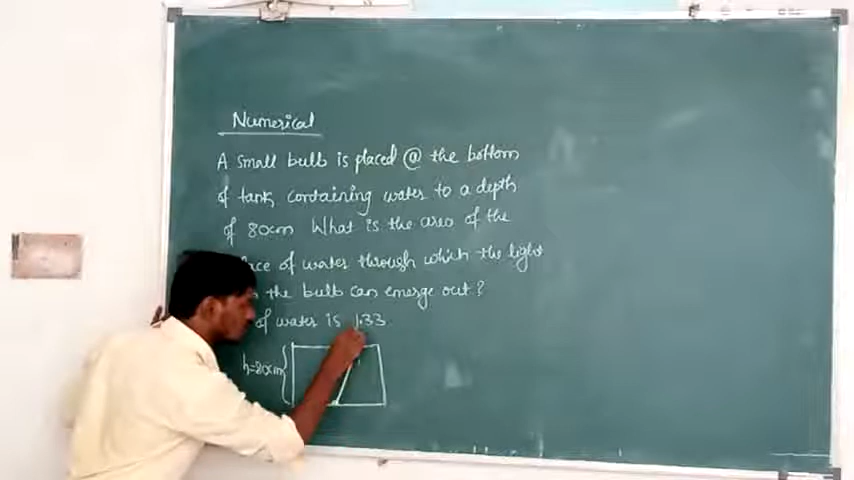 Numerical
A small bulb is placed @ the bottom
of tank containing water to a depth
of 80cm What is the area of the
ace of water through which the light
the bulb can emerge out?
of water is 1.33
h=80cm